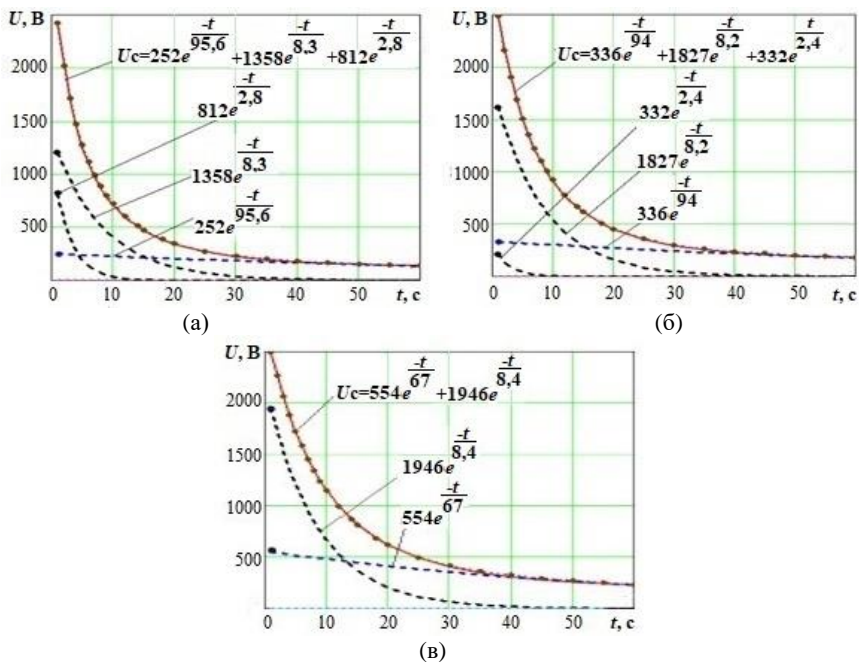 U, В
2000
1500
1000
500
10 20 30 40 50
t, с
Uc=252e^{-t/95,6}+1358e^{-t/8,3}+812e^{-t/2,8}
812e^{-t/2,8}
1358e^{-t/8,3}
252e^{-t/95,6}
(а)
U, В
2000
1500
1000
500
10 20 30 40 50
t, с
Uc=336e^{-t/94}+1827e^{-t/8,2}+332e^{-t/2,4}
332e^{-t/2,4}
1827e^{-t/8,2}
336e^{-t/94}
(б)
U, В
2000
1500
1000
500
10 20 30 40 50
t, с
Uc=554e^{-t/67}+1946e^{-t/8,4}
1946e^{-t/8,4}
554e^{-t/67}
(в)